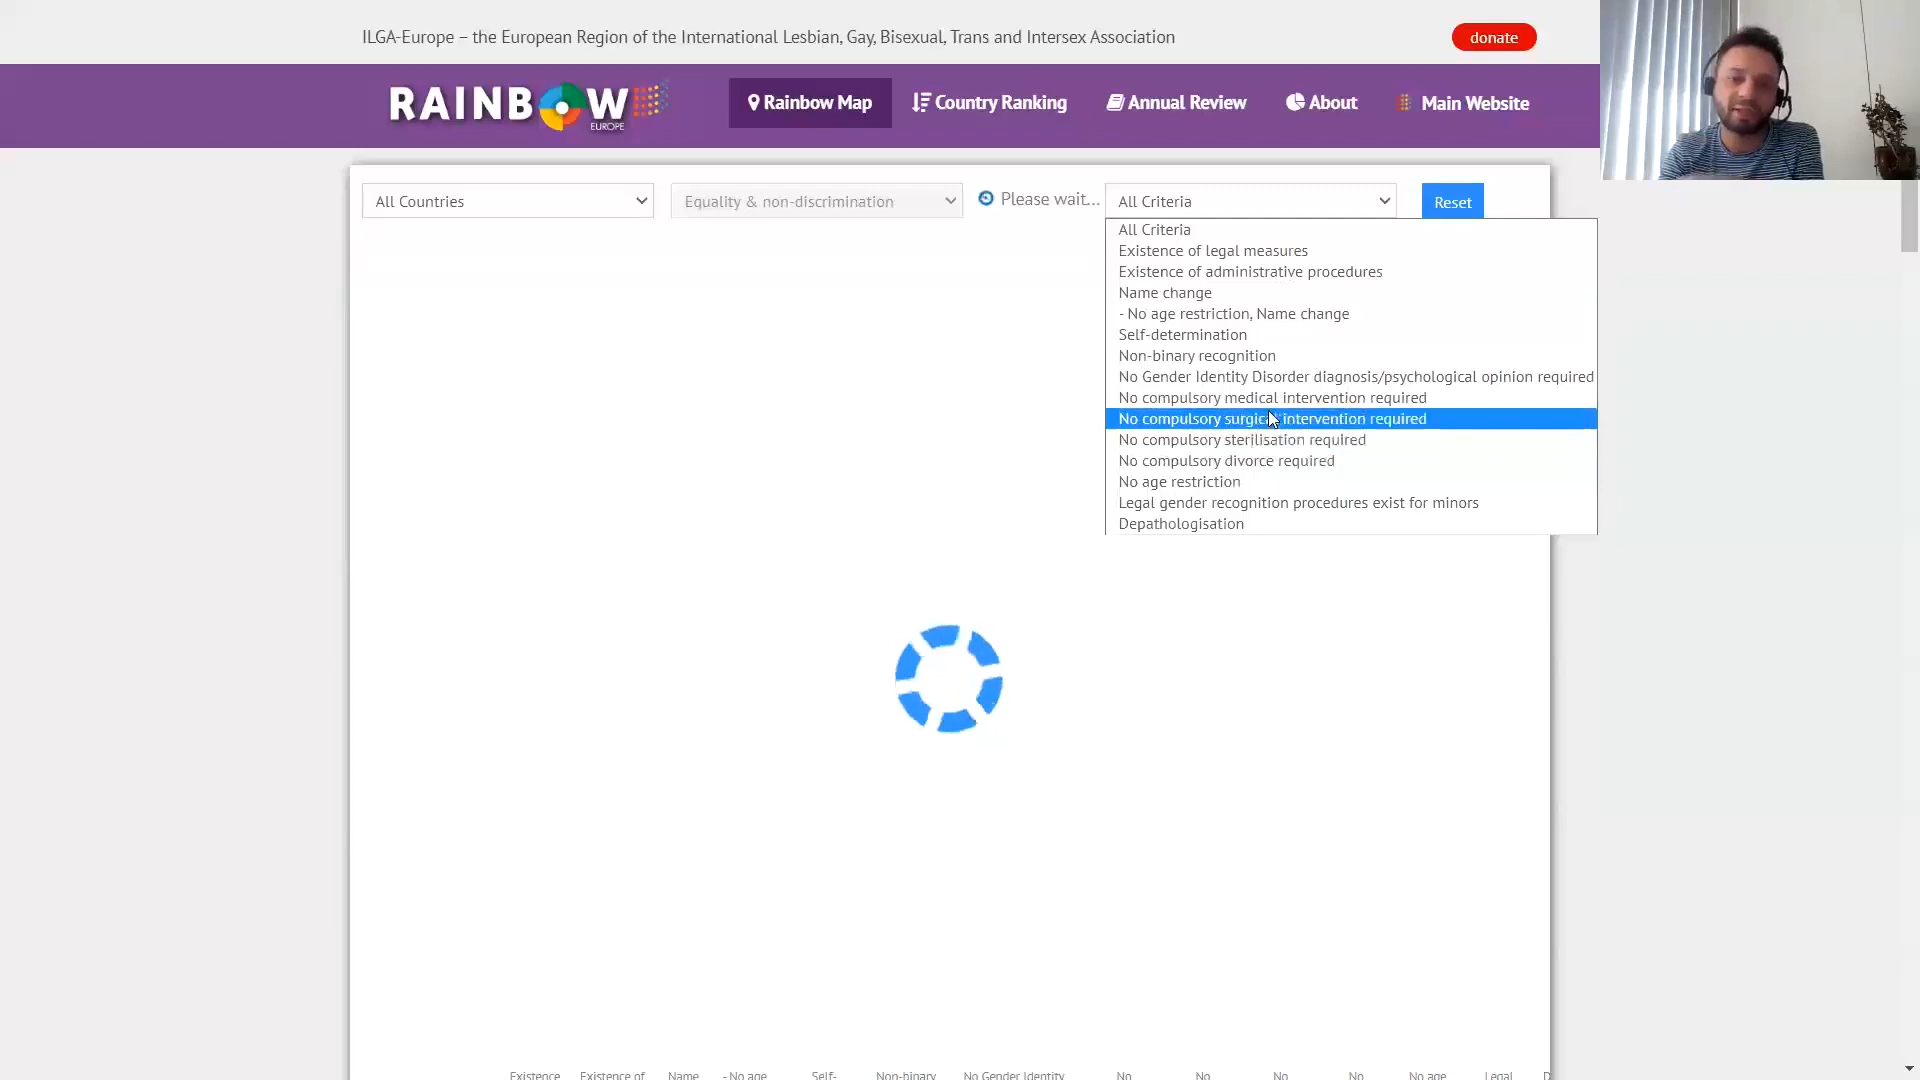 ILGA-Europe – the European Region of the International Lesbian, Gay, Bisexual, Trans and Intersex Association
donate
RAINBOW
EUROPE
Rainbow Map
Country Ranking
Annual Review
About
Main Website
All Countries
Equality & non-discrimination
Please wait...
All Criteria
Reset
All Criteria
Existence of legal measures
Existence of administrative procedures
Name change
- No age restriction, Name change
Self-determination
Non-binary recognition
No Gender Identity Disorder diagnosis/psychological opinion required
No compulsory medical intervention required
No compulsory surgical intervention required
No compulsory sterilisation required
No compulsory divorce required
No age restriction
Legal gender recognition procedures exist for minors
Depathologisation
Existence Existence of Name - No age Self- Non-binary No Gender Identity No No No No No age Legal